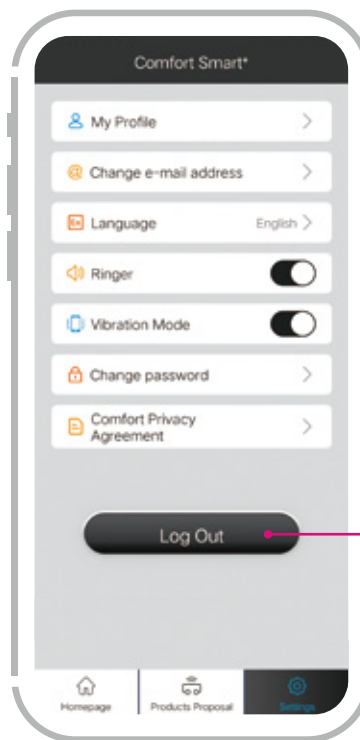 Comfort Smart+
My Profile
Change e-mail address
En
Language
English
Ringer
Vibration Mode
Change password
Comfort Privacy
Agreement
Log Out
Homepage
Products Proposal
Settings